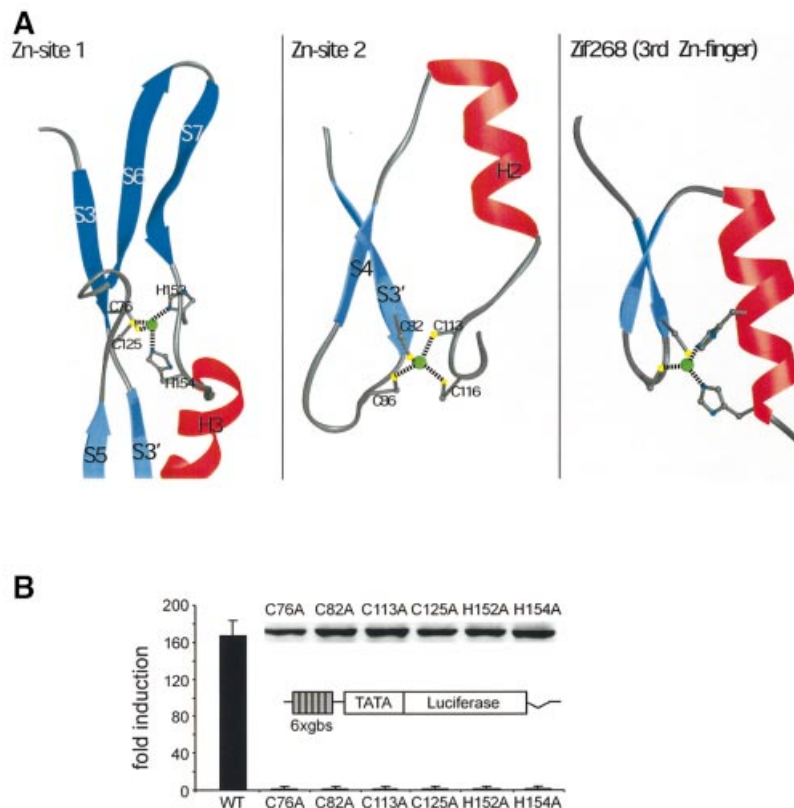 A
Zn-site 1
Zn-site 2
Zif268 (3rd Zn-finger)
S7
S6
S3
H2
H152
C76
C125
H154
S4
S3'
C82
C113
C86
C116
H3
S5
S3'
B
200
160
120
80
40
0
fold induction
C76A C82A C113A C125A H152A H154A
TATA Luciferase
6xgbs
WT C76A C82A C113A C125A H152A H154A